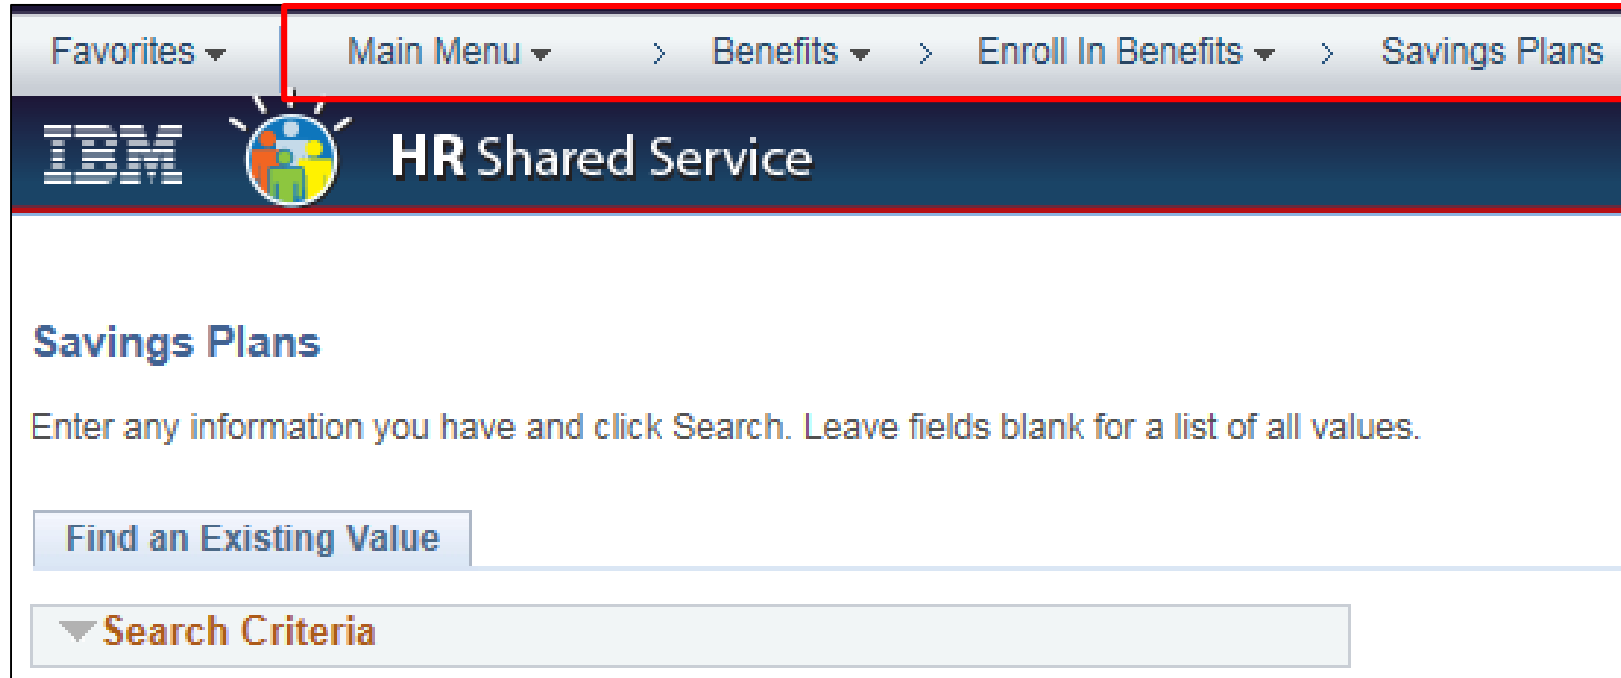 Favorites Main Menu > Benefits > Enroll In Benefits > Savings Plans
IBM HR Shared Service
Savings Plans
Enter any information you have and click Search. Leave fields blank for a list of all values.
Find an Existing Value
Search Criteria